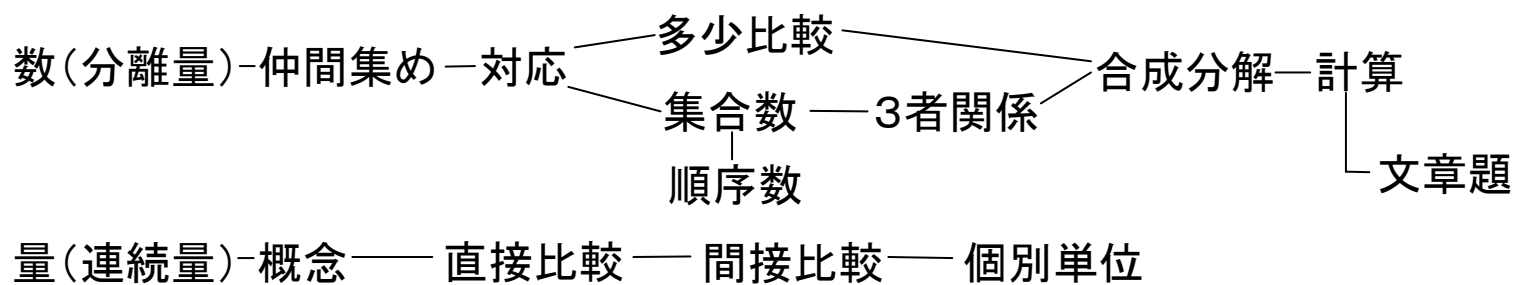 多少比較
数(分離量) 仲間集め 対応 合成分解 計算
集合数 3者関係
順序数 文章題
量(連続量) 概念 直接比較 間接比較 個別単位